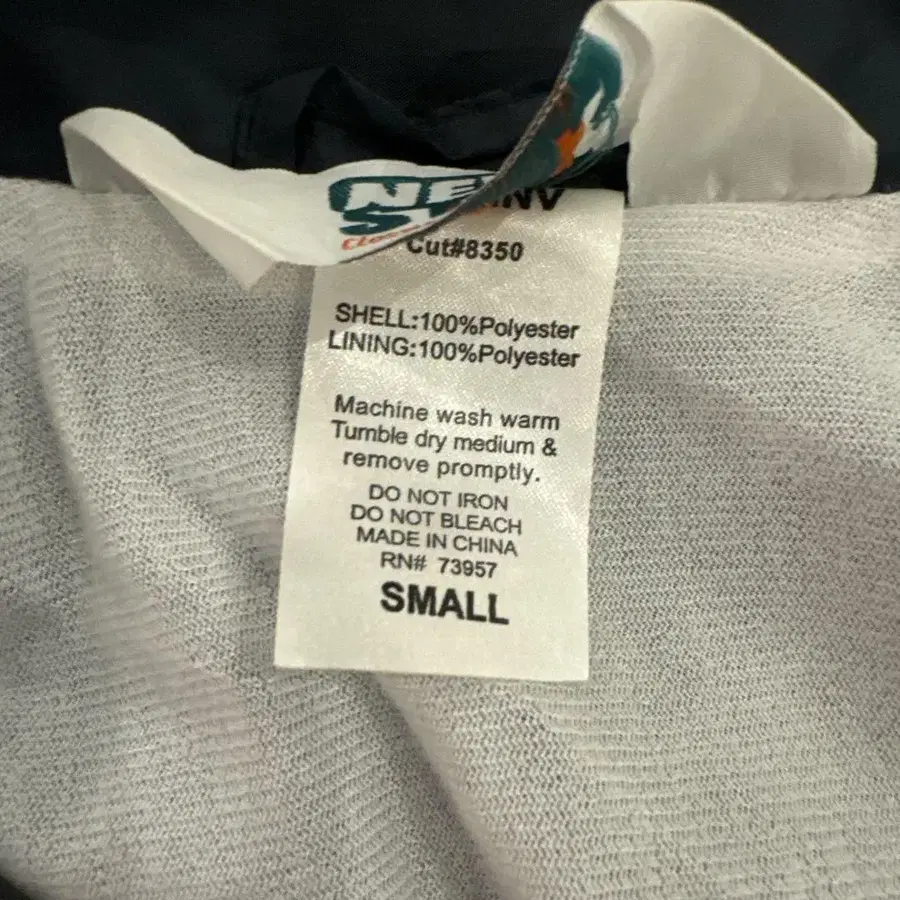 NE
Cut#8350
SHELL:100%Polyester
LINING:100%Polyester
Machine wash warm
Tumble dry medium &
remove promptly.
DO NOT IRON
DO NOT BLEACH
MADE IN CHINA
RN# 73957
SMALL